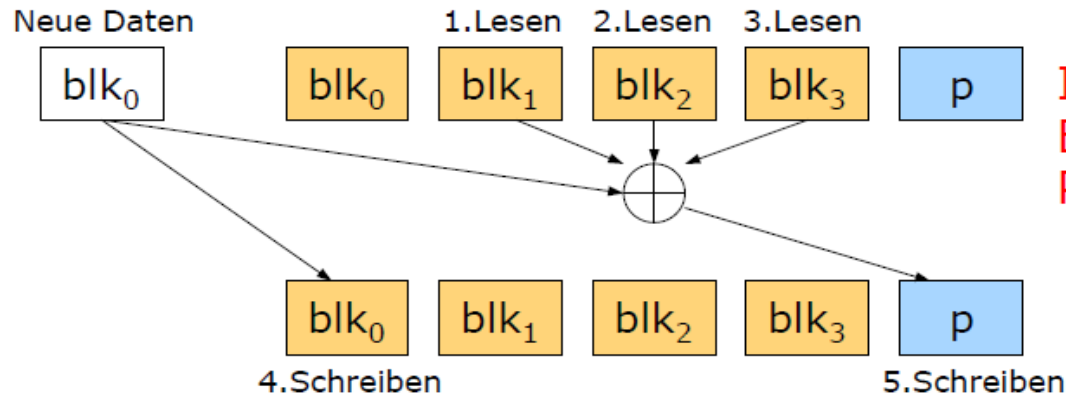 Neue Daten 1.Lesen 2.Lesen 3.Lesen
blk₀ blk₀ blk₁ blk₂ blk₃ p
blk₀ blk₁ blk₂ blk₃ p
4.Schreiben 5.Schreiben